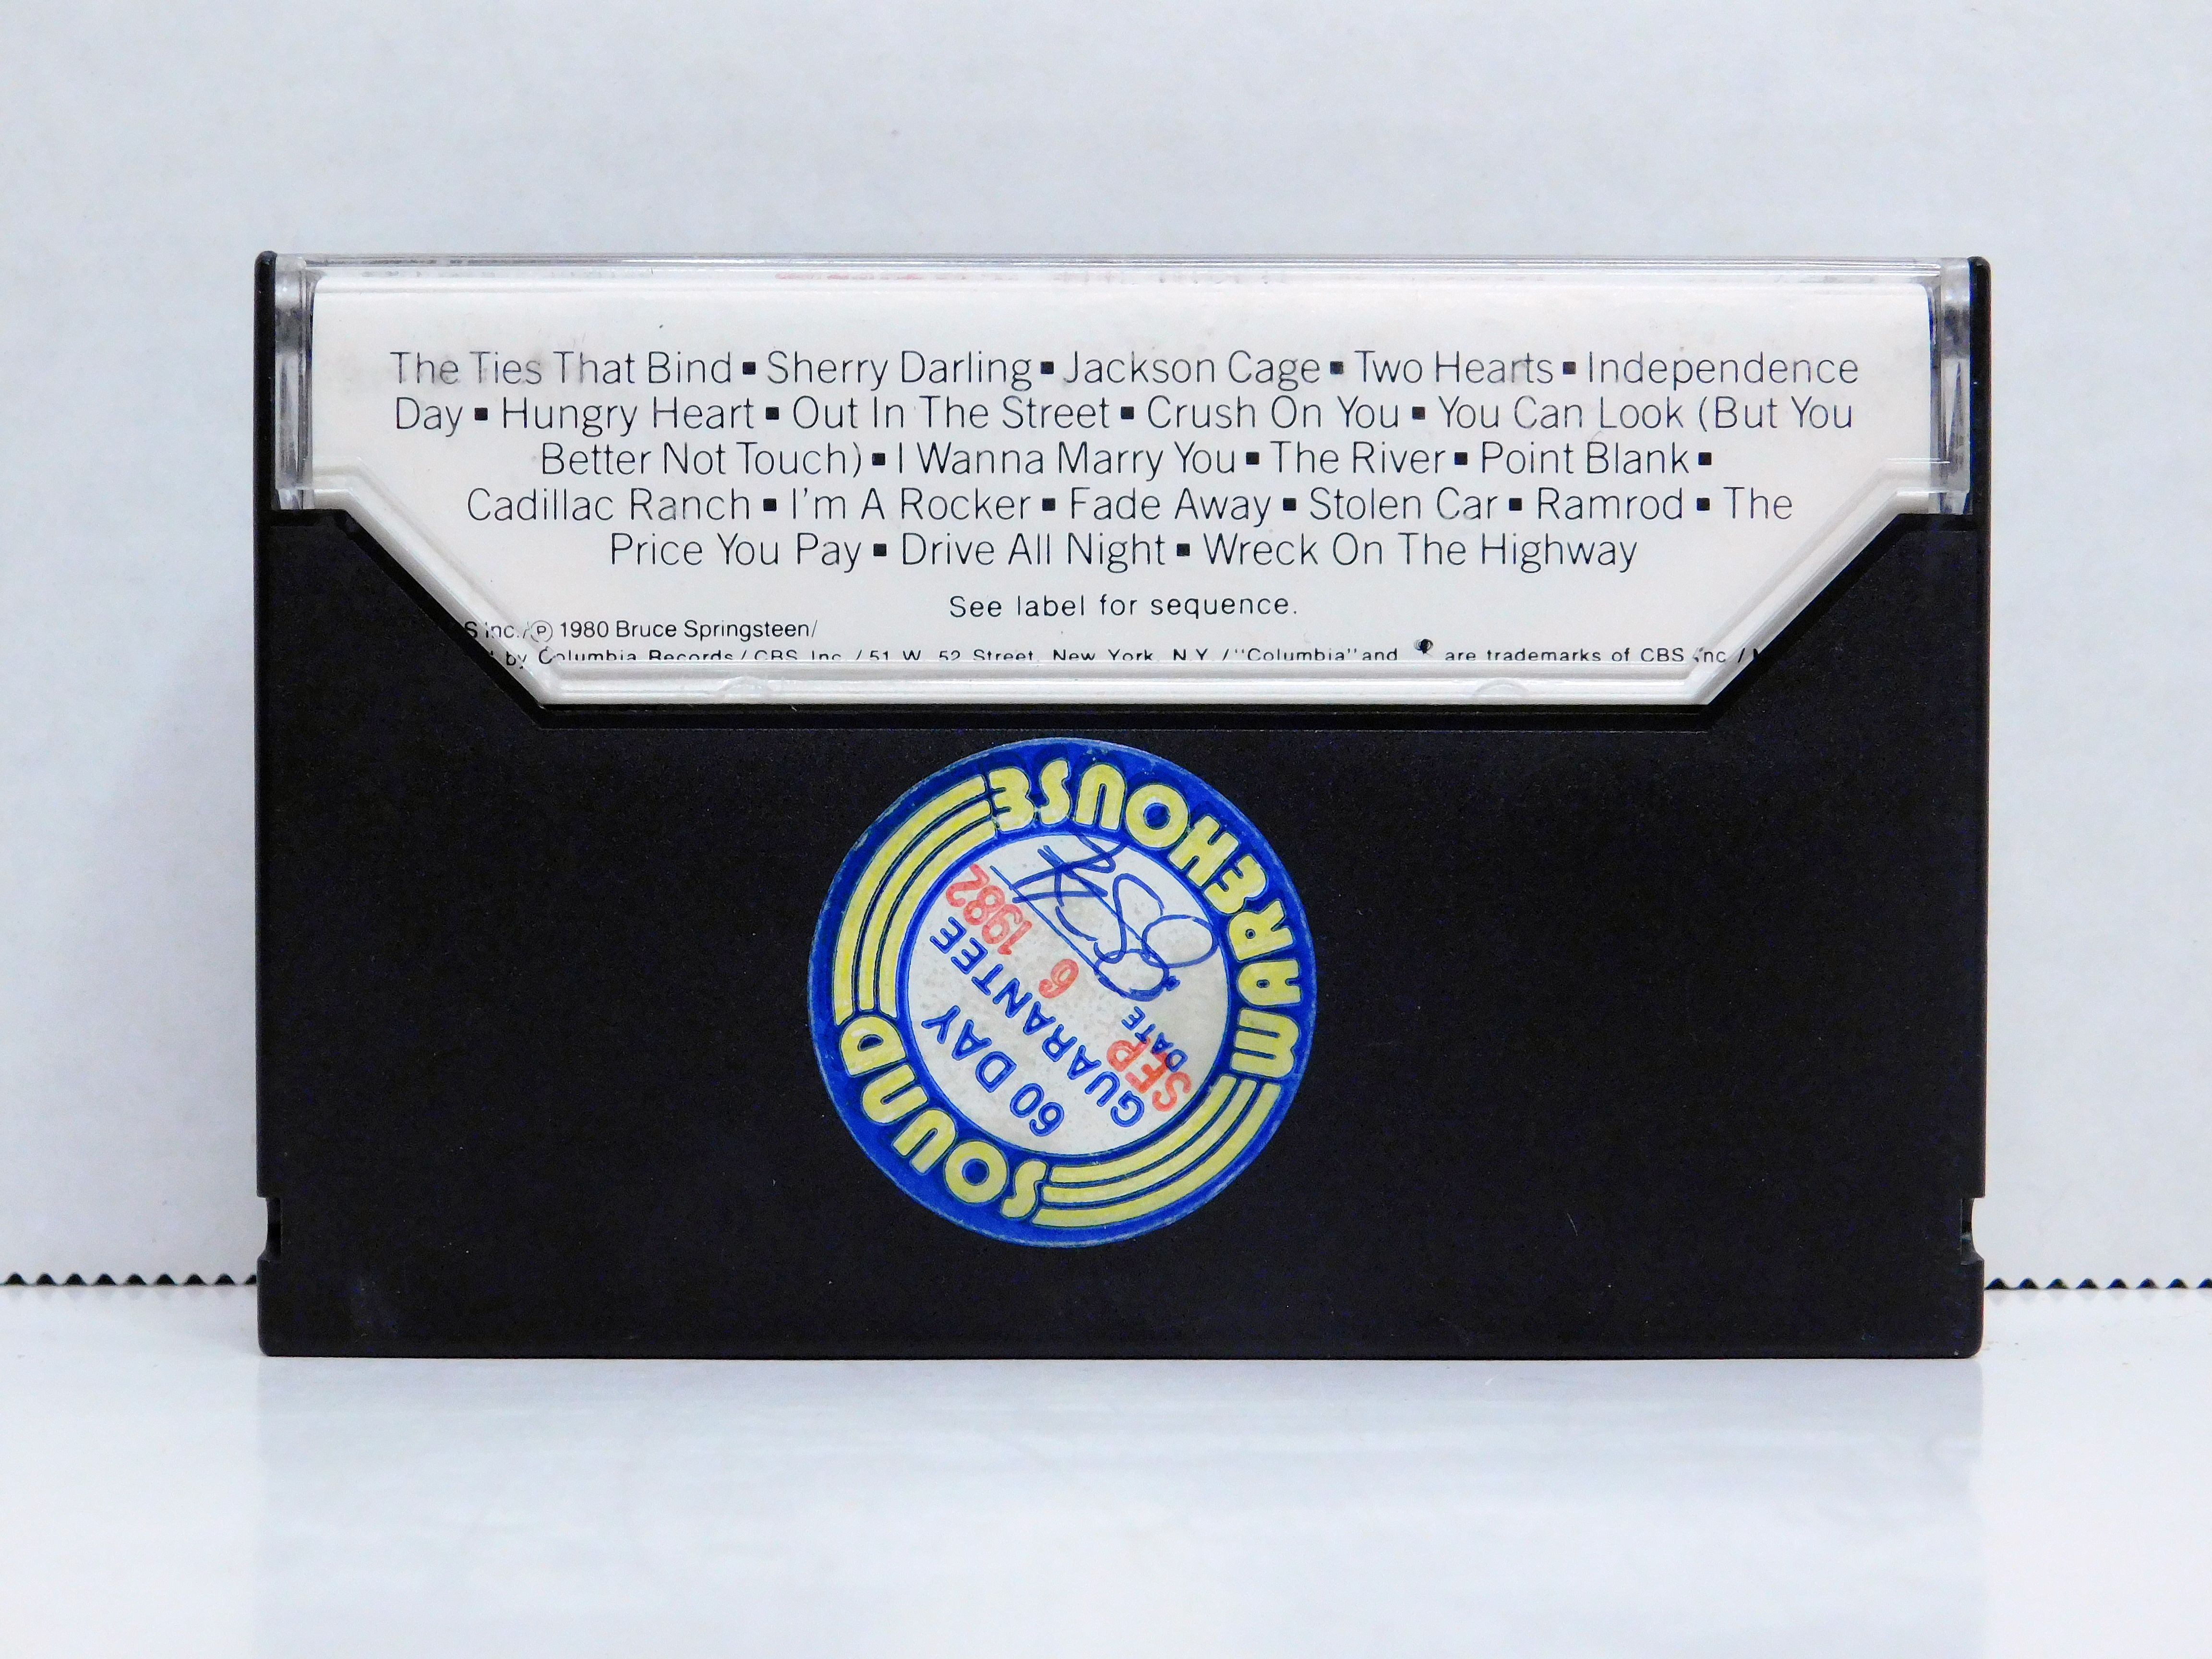 The Ties That Bind ▪ Sherry Darling ▪ Jackson Cage ▪ Two Hearts ▪ Independence
Day ▪ Hungry Heart ▪ Out In The Street ▪ Crush On You ▪ You Can Look (But You
Better Not Touch) ▪ I Wanna Marry You ▪ The River ▪ Point Blank ▪
Cadillac Ranch ▪ I'm A Rocker ▪ Fade Away ▪ Stolen Car ▪ Ramrod ▪ The
Price You Pay ▪ Drive All Night ▪ Wreck On The Highway
See label for sequence.
S Inc./℗ 1980 Bruce Springsteen/
by Columbia Records/CBS Inc./51 W. 52 Street, New York, N.Y./"Columbia" and are trademarks of CBS Inc./
SOUND
WAREHOUSE
60 DAY
GUARANTEE
SEP 6 1982
DATE